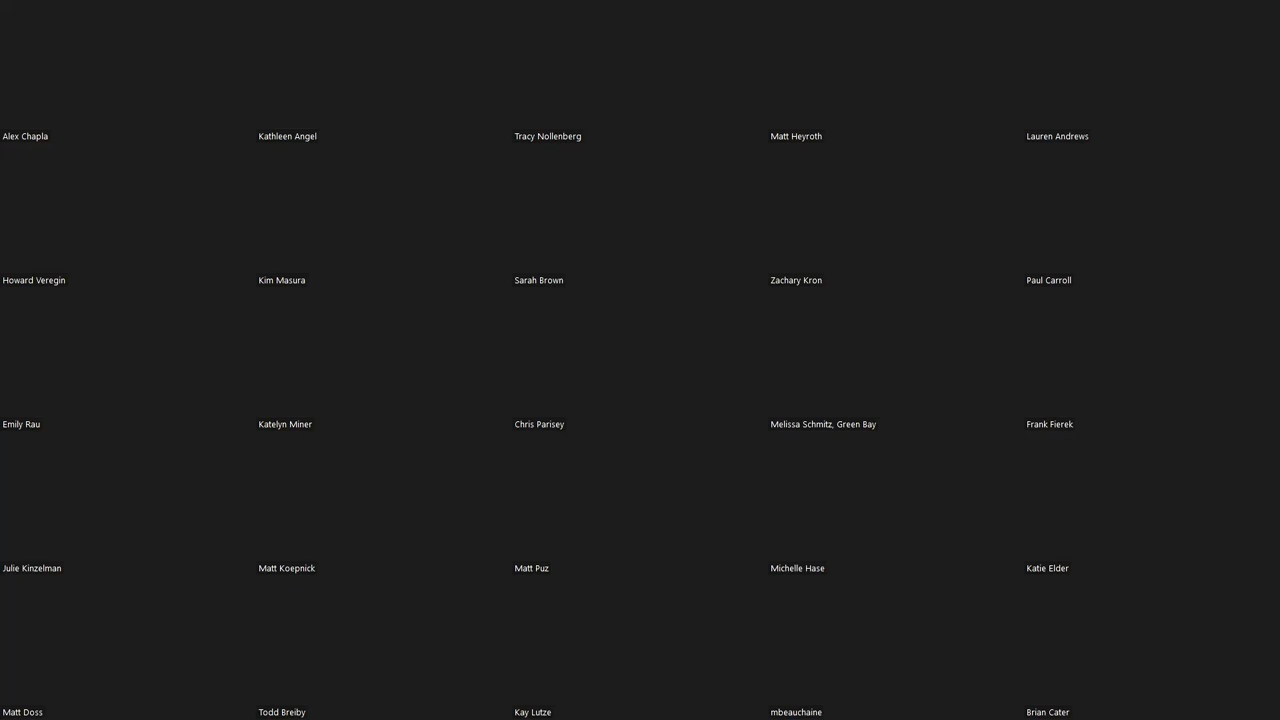 Alex Chapla
Kathleen Angel
Tracy Nollenberg
Matt Heyroth
Lauren Andrews
Howard Veregin
Kim Masura
Sarah Brown
Zachary Kron
Paul Carroll
Emily Rau
Katelyn Miner
Chris Parisey
Melissa Schmitz, Green Bay
Frank Fierek
Julie Kinzelman
Matt Koepnick
Matt Puz
Michelle Hase
Katie Elder
Matt Doss
Todd Breiby
Kay Lutze
mbeauchaine
Brian Cater